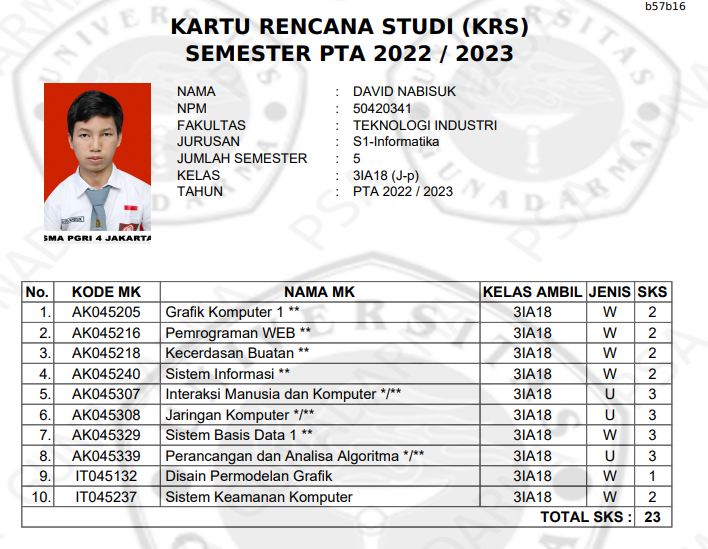 b57b16
KARTU RENCANA STUDI (KRS)
SEMESTER PTA 2022 / 2023
NAMA : DAVID NABISUK
NPM : 50420341
FAKULTAS : TEKNOLOGI INDUSTRI
JURUSAN : S1-Informatika
JUMLAH SEMESTER : 5
KELAS : 3IA18 (J-p)
TAHUN : PTA 2022 / 2023
SMA PGRI 4 JAKARTA
No. KODE MK NAMA MK KELAS AMBIL JENIS SKS
1. AK045205 Grafik Komputer 1 ** 3IA18 W 2
2. AK045216 Pemrograman WEB ** 3IA18 W 2
3. AK045218 Kecerdasan Buatan ** 3IA18 W 2
4. AK045240 Sistem Informasi ** 3IA18 W 2
5. AK045307 Interaksi Manusia dan Komputer */** 3IA18 U 3
6. AK045308 Jaringan Komputer */** 3IA18 U 3
7. AK045329 Sistem Basis Data 1 ** 3IA18 W 3
8. AK045339 Perancangan dan Analisa Algoritma */** 3IA18 U 3
9. IT045132 Disain Permodelan Grafik 3IA18 W 1
10. IT045237 Sistem Keamanan Komputer 3IA18 W 2
TOTAL SKS : 23